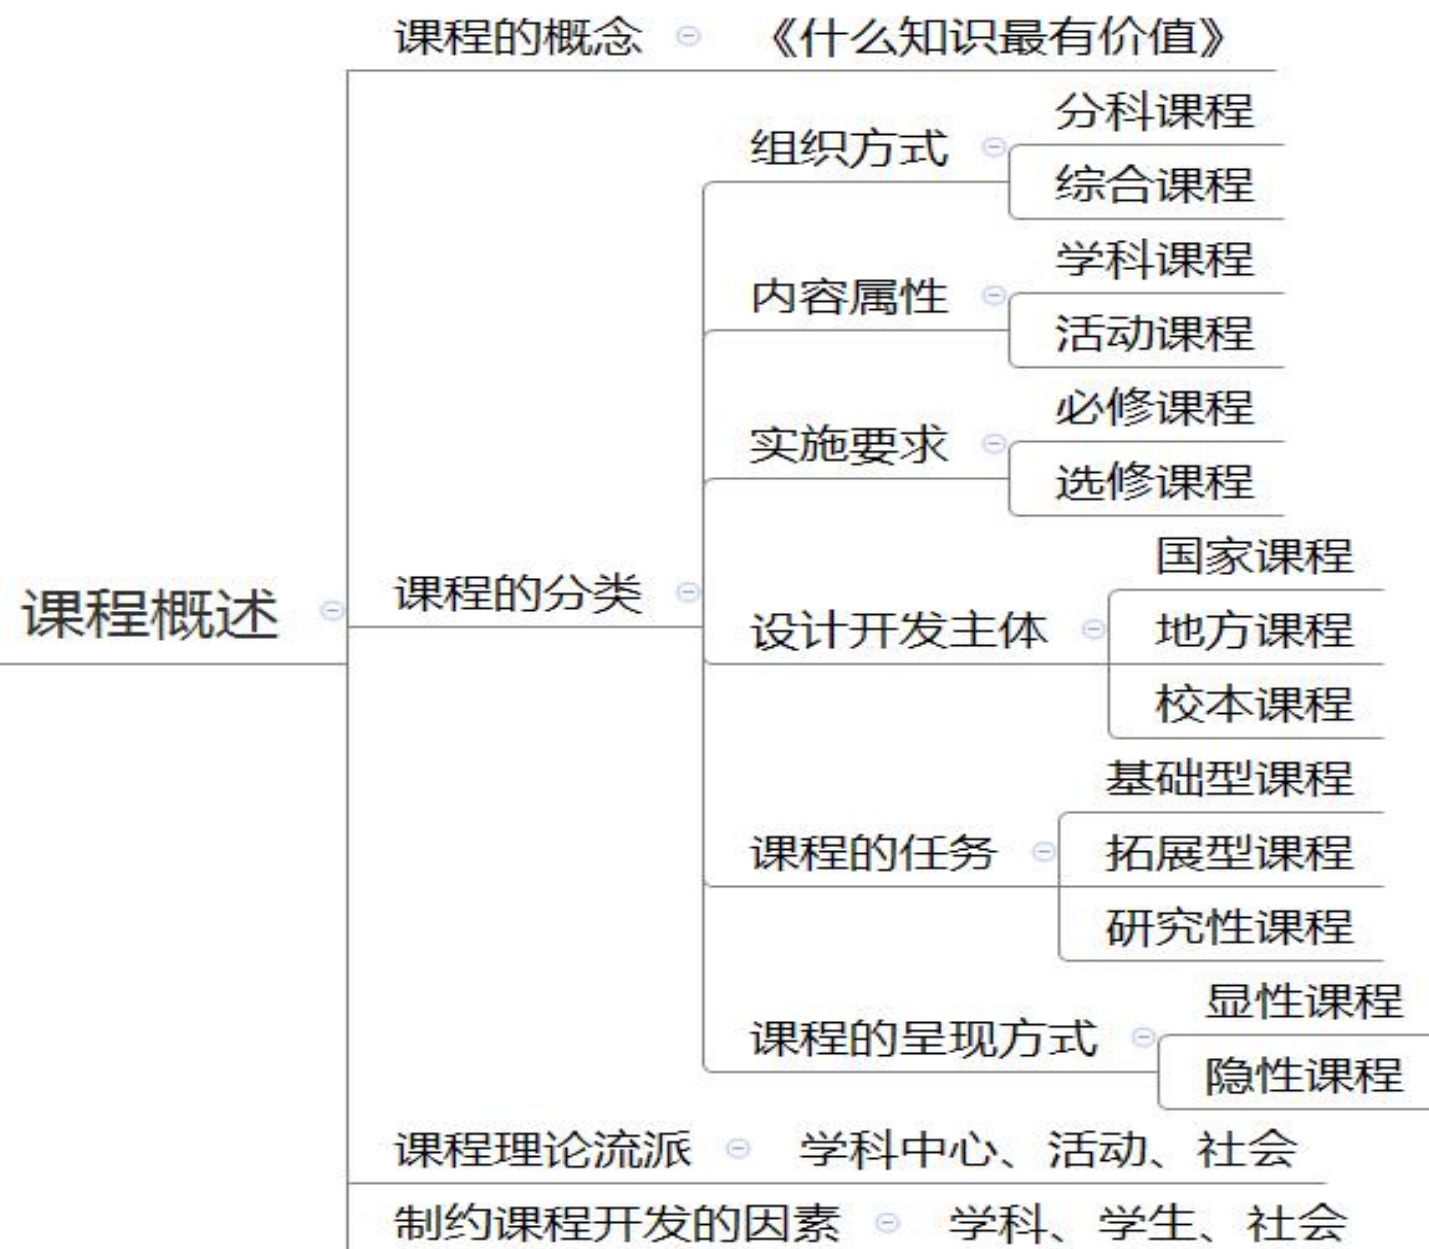 课程的概念 《什么知识最有价值》
分科课程
组织方式
综合课程
学科课程
内容属性
活动课程
必修课程
实施要求
选修课程
国家课程
课程的分类
课程概述
设计开发主体 地方课程
校本课程
基础型课程
课程的任务 拓展型课程
研究性课程
显性课程
课程的呈现方式
隐性课程
课程理论流派 学科中心、活动、社会
制约课程开发的因素 学科、学生、社会